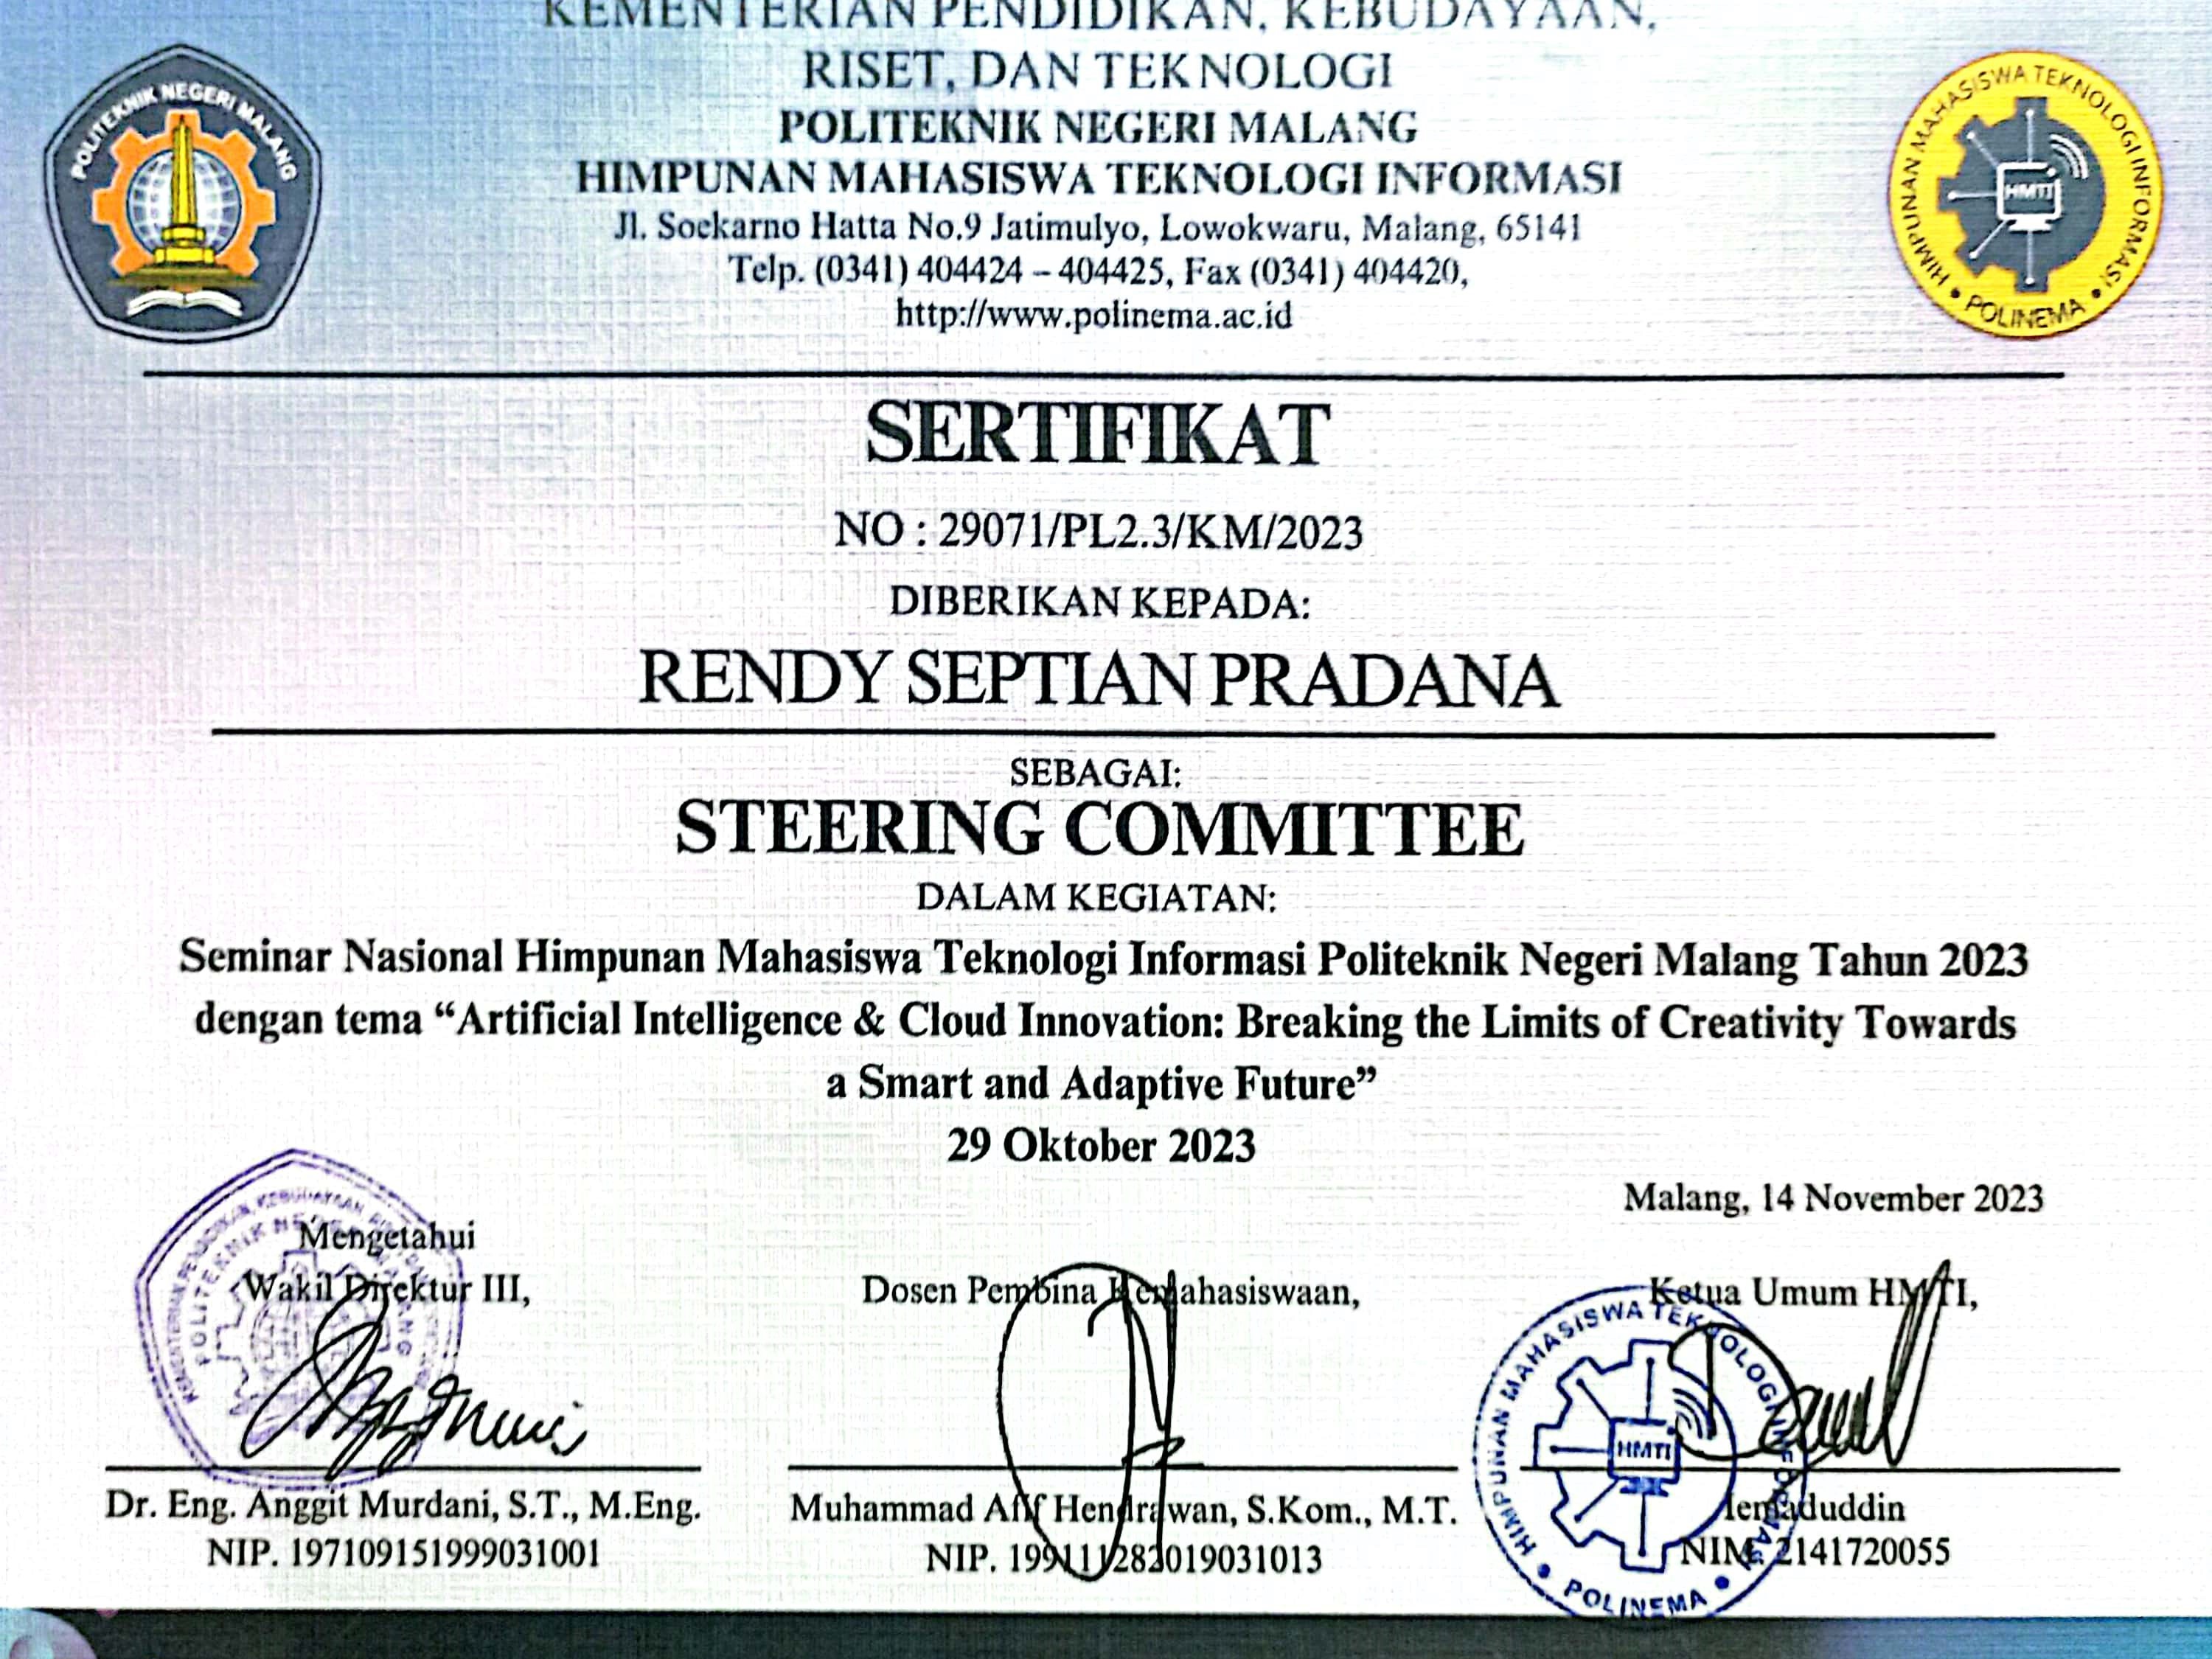 KEMENTERIAN PENDIDIKAN, KEBUDAYAAN,
RISET, DAN TEKNOLOGI
POLITEKNIK NEGERI MALANG
HIMPUNAN MAHASISWA TEKNOLOGI INFORMASI
Jl. Soekarno Hatta No.9 Jatimulyo, Lowokwaru, Malang, 65141
Telp. (0341) 404424 – 404425, Fax (0341) 404420,
http://www.polinema.ac.id
POLITEKNIK NEGERI MALANG
HIMPUNAN MAHASISWA TEKNOLOGI INFORMASI
HMTI
POLINEMA
SERTIFIKAT
NO : 29071/PL2.3/KM/2023
DIBERIKAN KEPADA:
RENDY SEPTIAN PRADANA
SEBAGAI:
STEERING COMMITTEE
DALAM KEGIATAN:
Seminar Nasional Himpunan Mahasiswa Teknologi Informasi Politeknik Negeri Malang Tahun 2023
dengan tema “Artificial Intelligence & Cloud Innovation: Breaking the Limits of Creativity Towards
a Smart and Adaptive Future”
29 Oktober 2023
Malang, 14 November 2023
Mengetahui
Wakil Direktur III,
Dosen Pembina Kemahasiswaan,
Ketua Umum HMTI,
POLITEKNIK NEGERI MALANG
HIMPUNAN MAHASISWA TEKNOLOGI INFORMASI
HMTI
POLINEMA
Dr. Eng. Anggit Murdani, S.T., M.Eng.
Muhammad Afif Hendrawan, S.Kom., M.T.
Iemaduddin
NIP. 197109151999031001
NIP. 199111282019031013
NIM. 2141720055